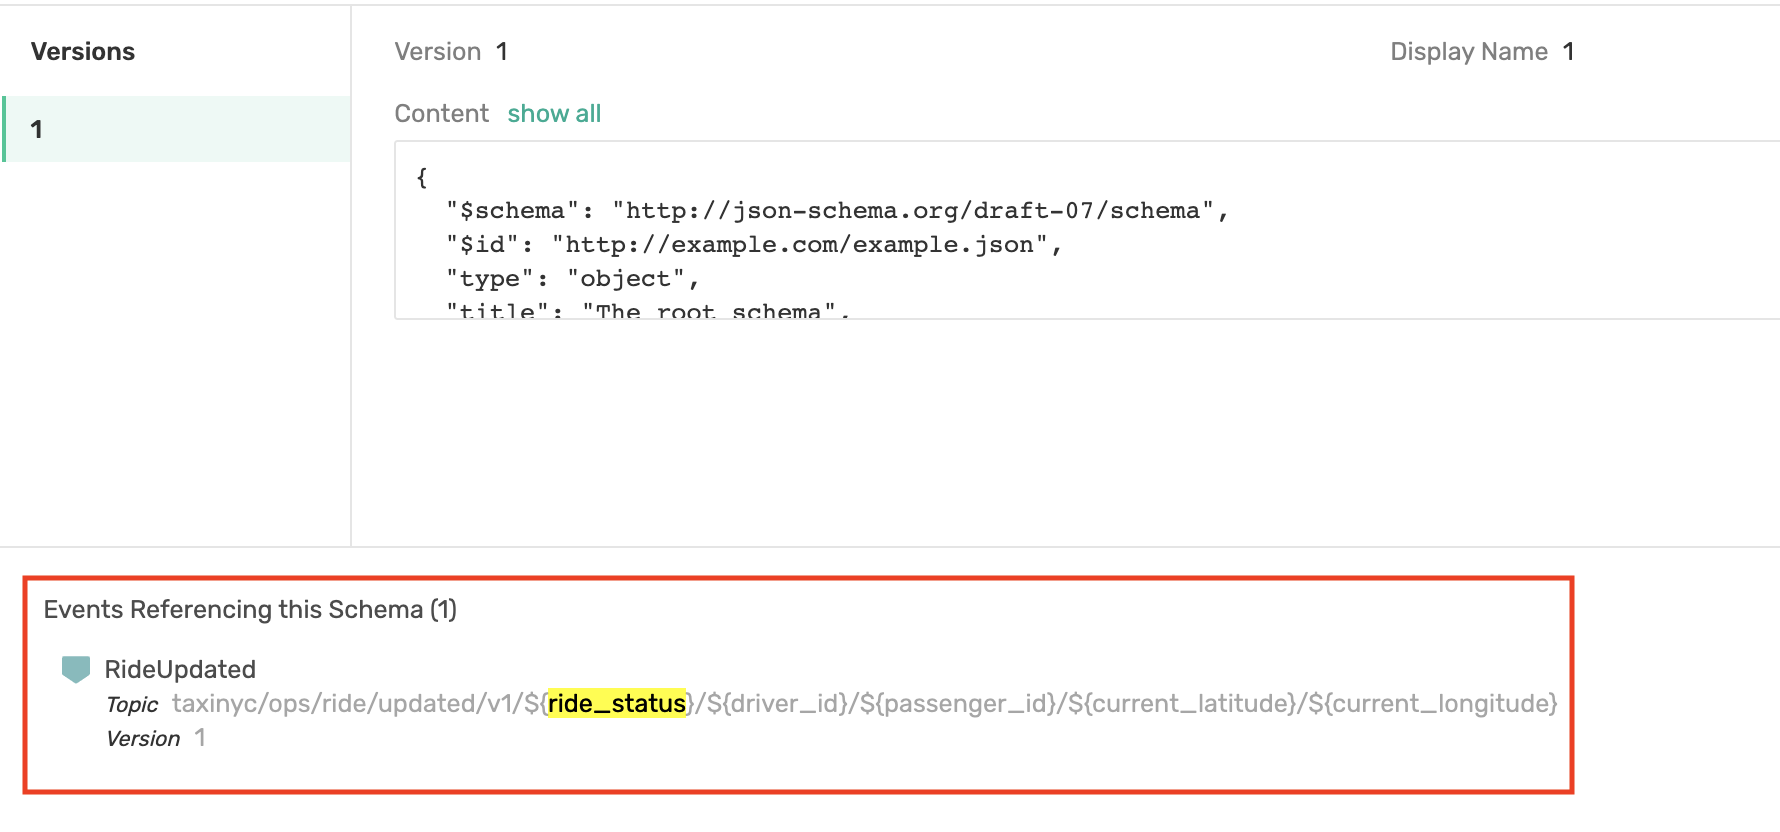 Versions
1
Version 1
Display Name 1
Content show all
{
"$schema": "http://json-schema.org/draft-07/schema",
"$id": "http://example.com/example.json",
"type": "object",
"title": "The root schema",
Events Referencing this Schema (1)
RideUpdated
Topic taxinyc/ops/ride/updated/v1/${ride_status}/${driver_id}/${passenger_id}/${current_latitude}/${current_longitude}
Version 1